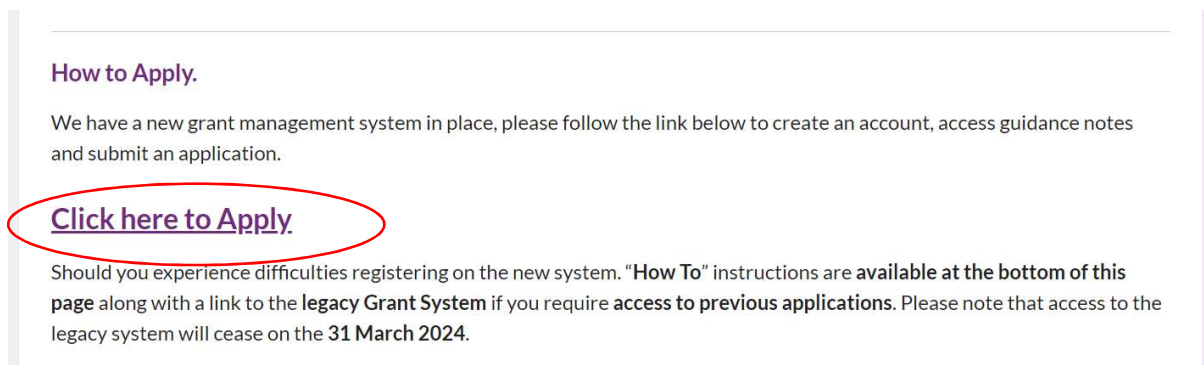 How to Apply.
We have a new grant management system in place, please follow the link below to create an account, access guidance notes
and submit an application.
Click here to Apply
Should you experience difficulties registering on the new system. “How To” instructions are available at the bottom of this
page along with a link to the legacy Grant System if you require access to previous applications. Please note that access to the
legacy system will cease on the 31 March 2024.